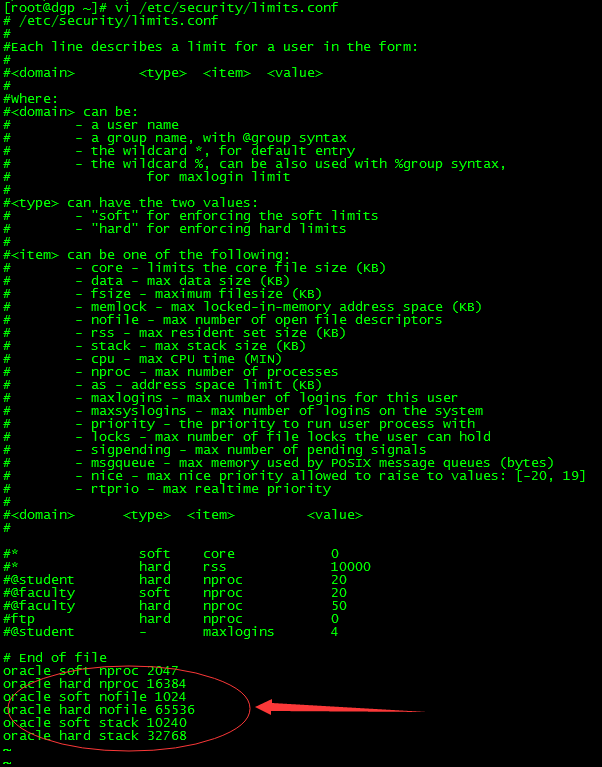 [root@dgp ~]# vi /etc/security/limits.conf
# /etc/security/limits.conf
#
#Each line describes a limit for a user in the form:
#
#<domain>        <type>  <item>  <value>
#
#Where:
#<domain> can be:
#        - a user name
#        - a group name, with @group syntax
#        - the wildcard *, for default entry
#        - the wildcard %, can be also used with %group syntax,
#                 for maxlogin limit
#
#<type> can have the two values:
#        - "soft" for enforcing the soft limits
#        - "hard" for enforcing hard limits
#
#<item> can be one of the following:
#        - core - limits the core file size (KB)
#        - data - max data size (KB)
#        - fsize - maximum filesize (KB)
#        - memlock - max locked-in-memory address space (KB)
#        - nofile - max number of open file descriptors
#        - rss - max resident set size (KB)
#        - stack - max stack size (KB)
#        - cpu - max CPU time (MIN)
#        - nproc - max number of processes
#        - as - address space limit (KB)
#        - maxlogins - max number of logins for this user
#        - maxsyslogins - max number of logins on the system
#        - priority - the priority to run user process with
#        - locks - max number of file locks the user can hold
#        - sigpending - max number of pending signals
#        - msgqueue - max memory used by POSIX message queues (bytes)
#        - nice - max nice priority allowed to raise to values: [-20, 19]
#        - rtprio - max realtime priority
#
#<domain>      <type>  <item>         <value>
#
#*               soft    core            0
#*               hard    rss             10000
#@student        hard    nproc           20
#@faculty        soft    nproc           20
#@faculty        hard    nproc           50
#ftp             hard    nproc           0
#@student        -       maxlogins       4
# End of file
oracle soft nproc 2047
oracle hard nproc 16384
oracle soft nofile 1024
oracle hard nofile 65536
oracle soft stack 10240
oracle hard stack 32768
~
~